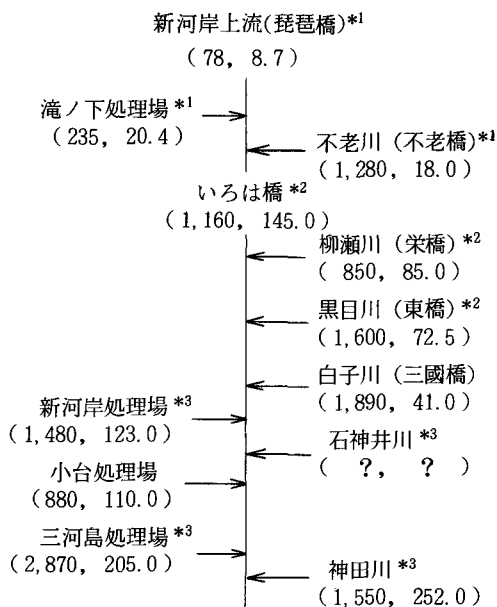 新河岸上流(琵琶橋)*1
(78, 8.7)
滝ノ下処理場*1
(235, 20.4)
不老川(不老橋)*1
(1,280, 18.0)
いろは橋*2
(1,160, 145.0)
柳瀬川(栄橋)*2
(850, 85.0)
黒目川(東橋)*2
(1,600, 72.5)
白子川(三國橋)
(1,890, 41.0)
新河岸処理場*3
(1,480, 123.0)
石神井川*3
(?, ?)
小台処理場
(880, 110.0)
三河島処理場*3
(2,870, 205.0)
神田川*3
(1,550, 252.0)